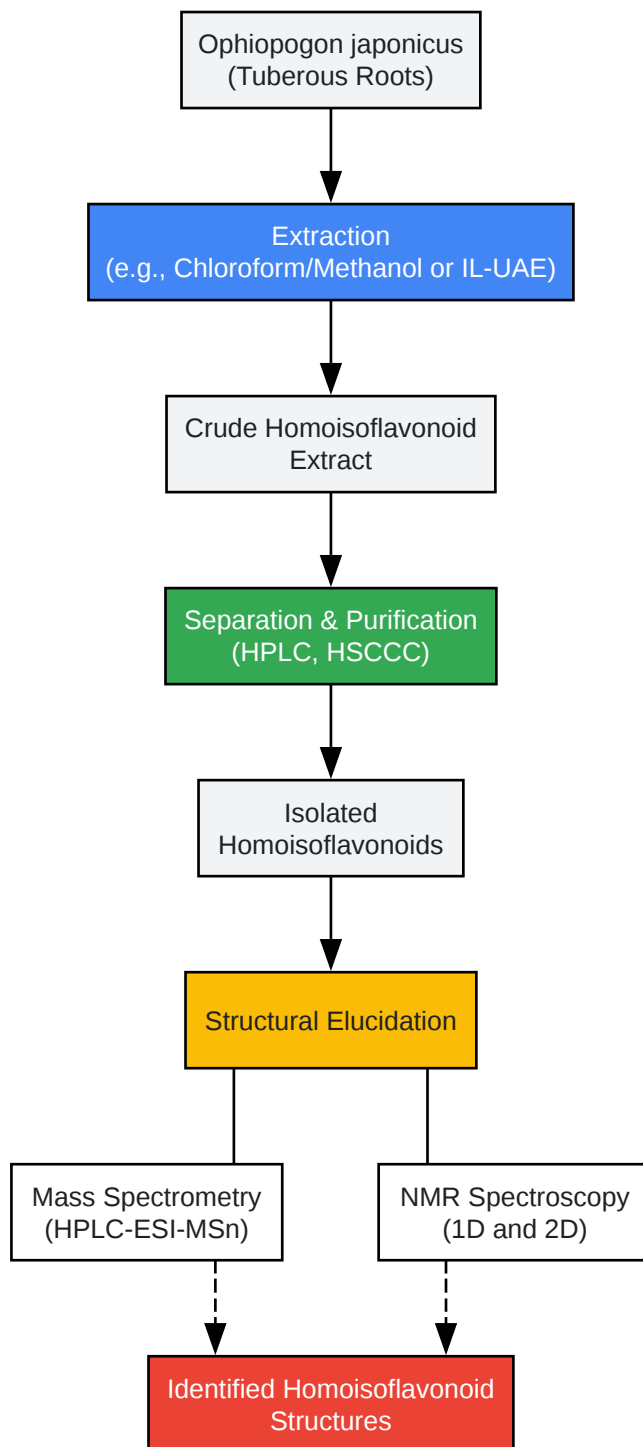 Ophiopogon japonicus
(Tuberous Roots)
Extraction
(e.g., Chloroform/Methanol or IL-UAE)
Crude Homoisoflavonoid
Extract
Separation & Purification
(HPLC, HSCCC)
Isolated
Homoisoflavonoids
Structural Elucidation
Mass Spectrometry
(HPLC-ESI-MSn)
NMR Spectroscopy
(1D and 2D)
Identified Homoisoflavonoid
Structures